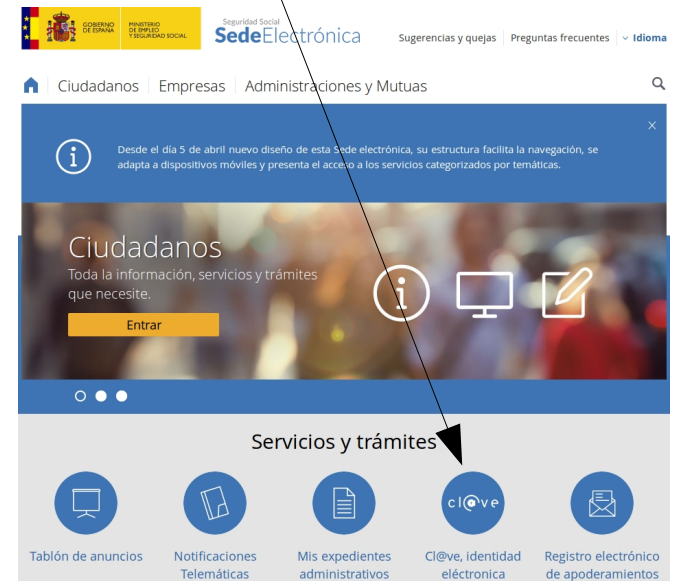 GOBIERNO
DE ESPAÑA
MINISTERIO
DE EMPLEO
Y SEGURIDAD SOCIAL
Seguridad Social
SedeElectrónica
Sugerencias y quejas
Preguntas frecuentes
Idioma
Ciudadanos
Empresas
Administraciones y Mutuas
Desde el día 5 de abril nuevo diseño de esta Sede electrónica, su estructura facilita la navegación, se
adapta a dispositivos móviles y presenta el acceso a los servicios categorizados por temáticas.
Ciudadanos
Toda la información, servicios y trámites
que necesite.
Entrar
Servicios y trámites
cl@ve
Tablón de anuncios
Notificaciones
Telemáticas
Mis expedientes
administrativos
Cl@ve, identidad
eléctronica
Registro electrónico
de apoderamientos